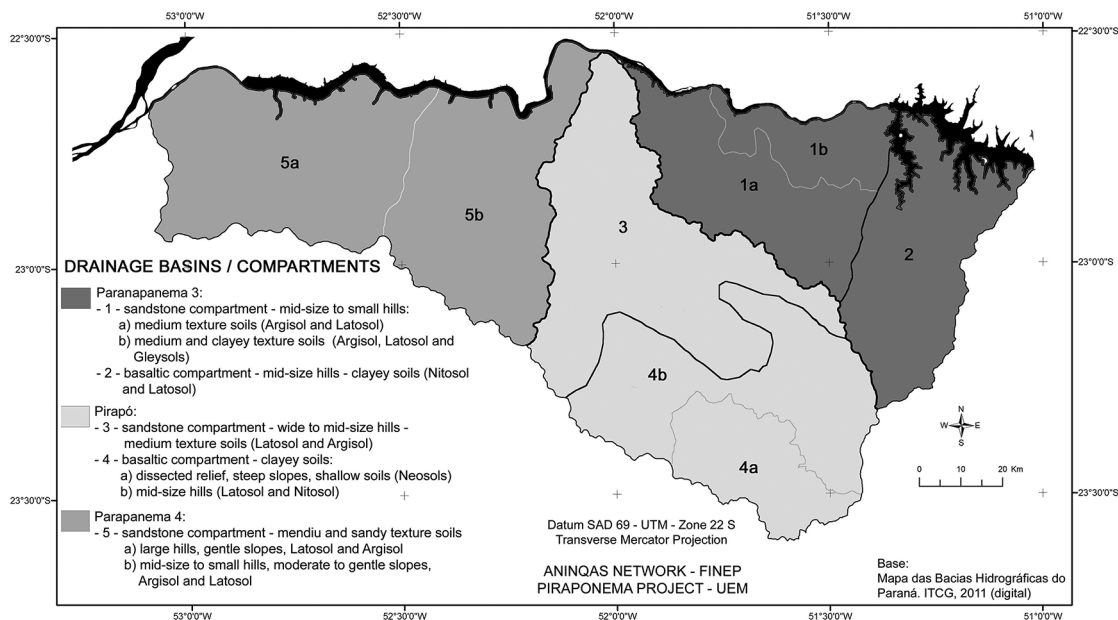 53°0'0"W 52°30'0"W 52°0'0"W 51°30'0"W 51°0'0"W
22°30'0"S 22°30'0"S
1b
5a
1a
5b
3
2
23°0'0"S 23°0'0"S
DRAINAGE BASINS / COMPARTMENTS
Paranapanema 3:
- 1 - sandstone compartment - mid-size to small hills:
a) medium texture soils (Argisol and Latosol)
b) medium and clayey texture soils (Argisol, Latosol and
Gleysols)
- 2 - basaltic compartment - mid-size hills - clayey soils (Nitosol
and Latosol)
4b
Pirapó:
- 3 - sandstone compartment - wide to mid-size hills -
medium texture soils (Latosol and Argisol)
- 4 - basaltic compartment - clayey soils:
a) dissected relief, steep slopes, shallow soils (Neosols)
b) mid-size hills (Latosol and Nitosol)
N
W E
S
0 10 20 Km
4a
23°30'0"S 23°30'0"S
Parapanema 4:
- 5 - sandstone compartment - mendiu and sandy texture soils
a) large hills, gentle slopes, Latosol and Argisol
b) mid-size to small hills, moderate to gentle slopes,
Argisol and Latosol
Datum SAD 69 - UTM - Zone 22 S
Transverse Mercator Projection
ANINQAS NETWORK - FINEP
PIRAPONEMA PROJECT - UEM
Base:
Mapa das Bacias Hidrográficas do
Paraná. ITCG, 2011 (digital)
53°0'0"W 52°30'0"W 52°0'0"W 51°30'0"W 51°0'0"W